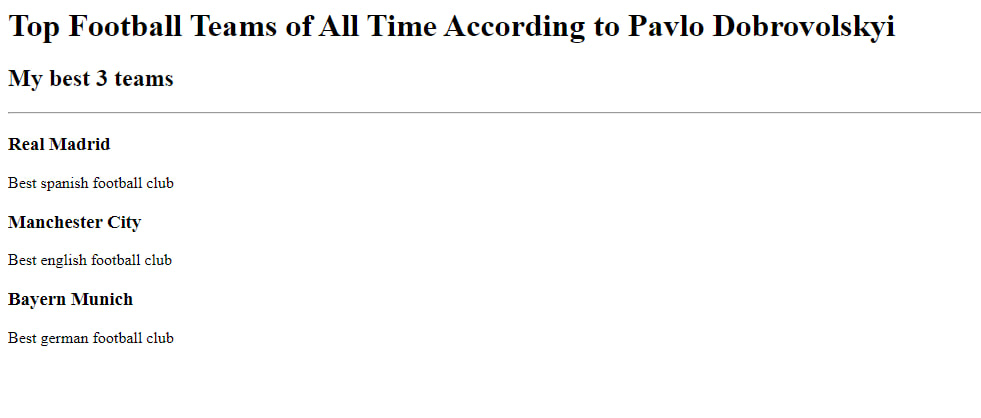 Top Football Teams of All Time According to Pavlo Dobrovolskyi
My best 3 teams
Real Madrid
Best spanish football club
Manchester City
Best english football club
Bayern Munich
Best german football club